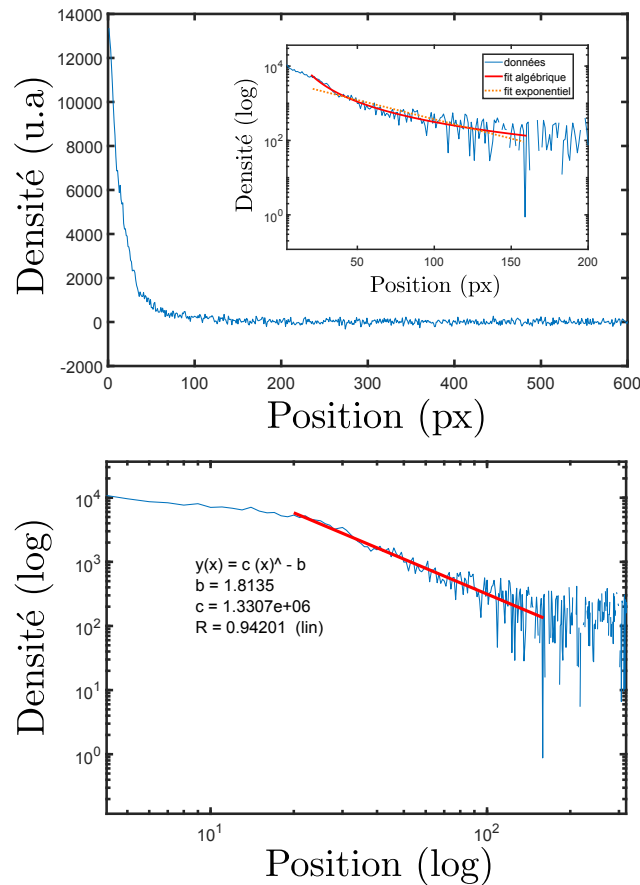 14000
12000
10000
8000
6000
4000
2000
0
-2000
Densité (u.a)
0
100
200
300
400
500
600
Position (px)
données
fit algébrique
fit exponentiel
10^4
10^2
10^0
Densité (log)
50
100
150
200
Position (px)
10^4
10^3
10^2
10^1
10^0
Densité (log)
y(x) = c (x)^ - b
b = 1.8135
c = 1.3307e+06
R = 0.94201 (lin)
10^1
10^2
Position (log)